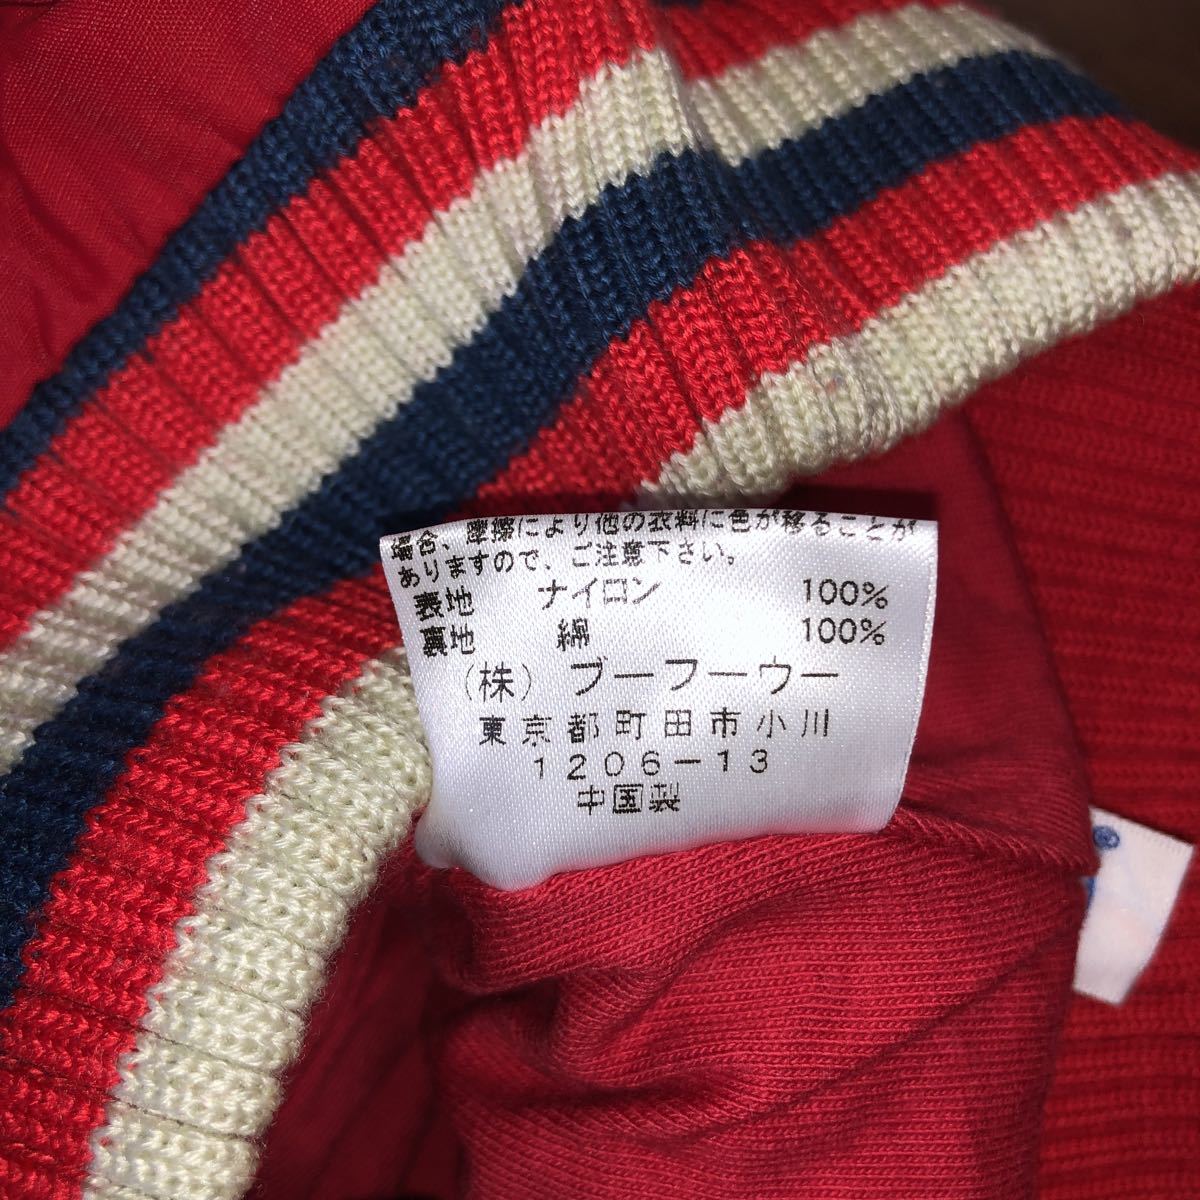 場合、摩擦により他の衣料に色が移ることが
ありますので、ご注意下さい。
表地 ナイロン 100%
裏地 綿 100%
(株) ブーフーウー
東京都町田市小川
1206-13
中国製